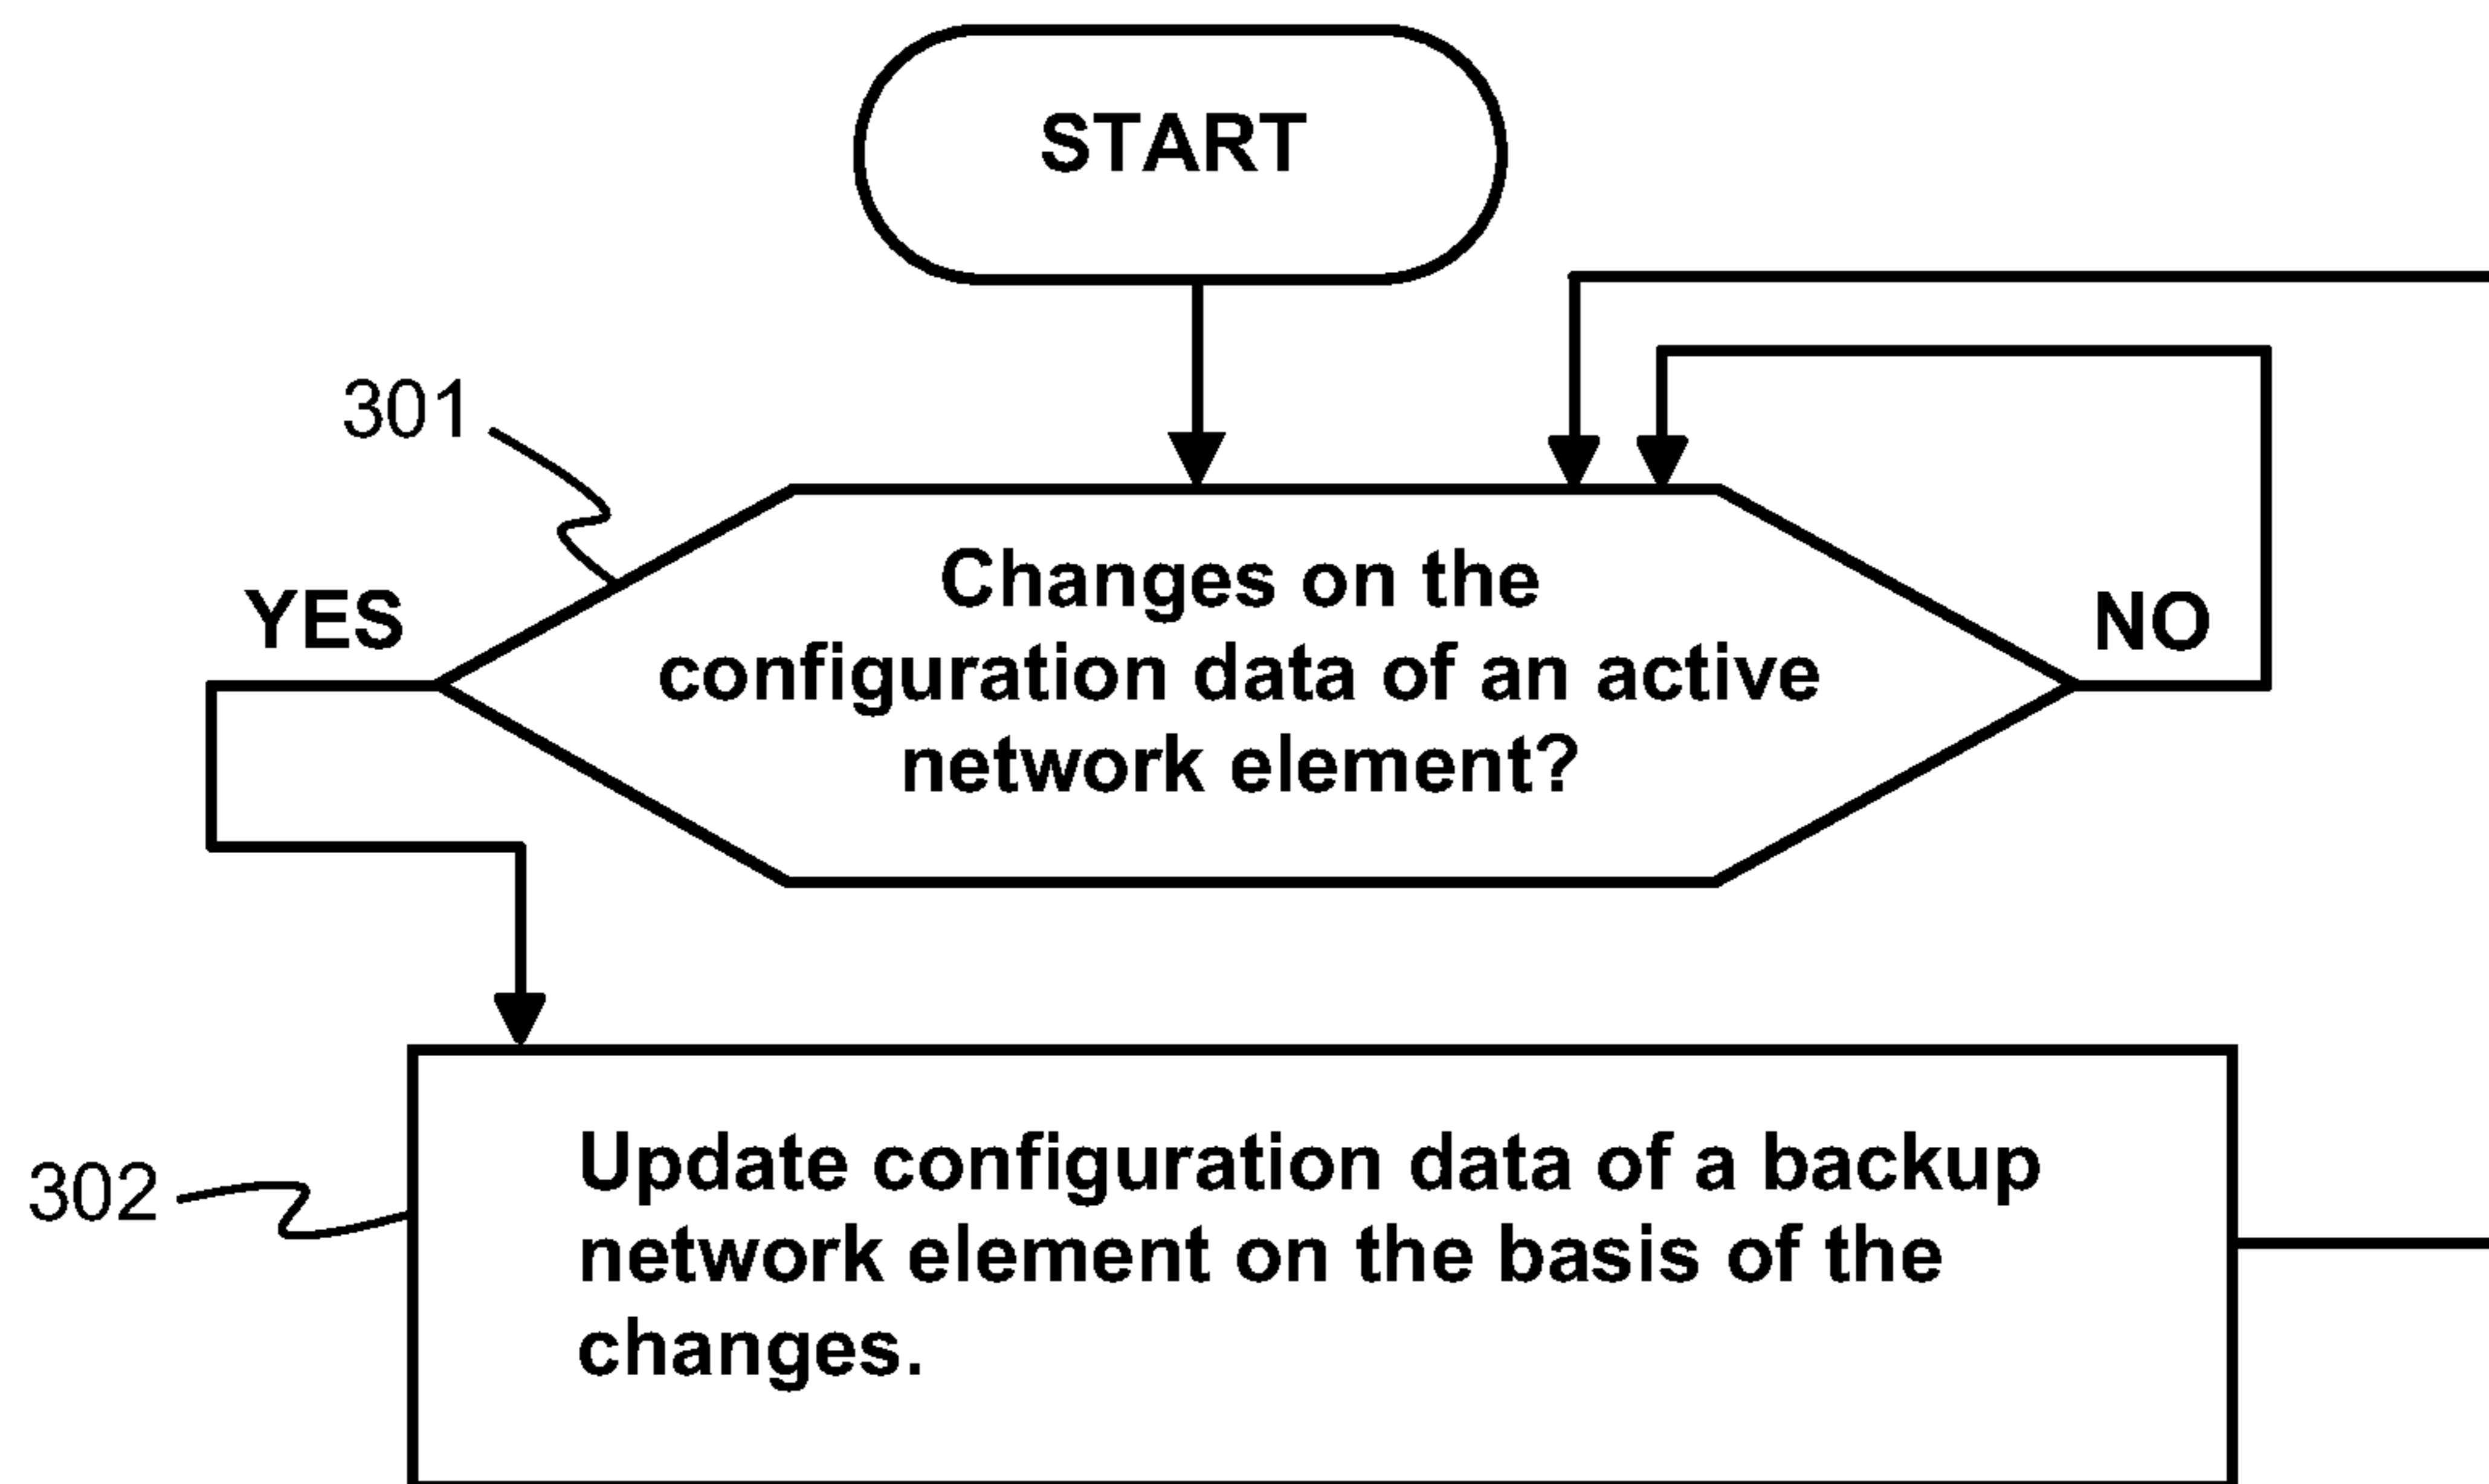 START
301
YES
Changes on the
configuration data of an active
network element?
NO
302
Update configuration data of a backup
network element on the basis of the
changes.